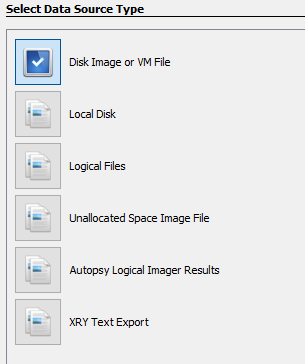 Select Data Source Type
Disk Image or VM File
Local Disk
Logical Files
Unallocated Space Image File
Autopsy Logical Imager Results
XRY Text Export